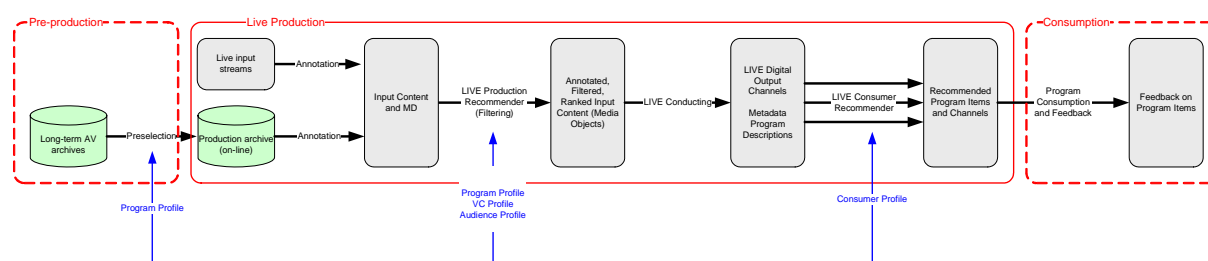 Pre-production
Live Production
Consumption
Live input
streams
Annotation
Input Content
and MD
LIVE Production
Recommender
(Filtering)
Annotated,
Filtered,
Ranked Input
Content (Media
Objects)
LIVE Conducting
LIVE Digital
Output
Channels
Metadata
Program
Descriptions
LIVE Consumer
Recommender
Recommended
Program Items
and Channels
Program
Consumption
and Feedback
Feedback on
Program Items
Long-term AV
archives
Preselection
Production archive
(on-line)
Annotation
Program Profile
Program Profile
VC Profile
Audience Profile
Consumer Profile